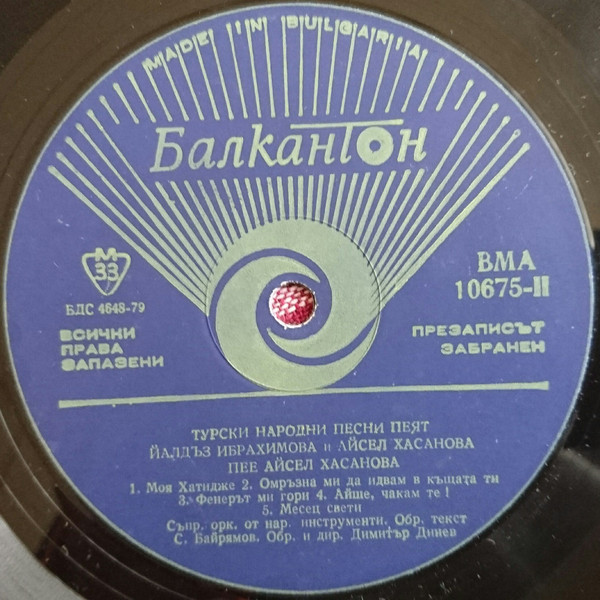 MADE IN BULGARIA
Балкантон
М
33
БДС 4648-79
ВСИЧКИ
ПРАВА
ЗАПАЗЕНИ
ВМА
10675-II
ПРЕЗАПИСЪТ
ЗАБРАНЕН
ТУРСКИ НАРОДНИ ПЕСНИ ПЕЯТ
ЙАЛДЪЗ ИБРАХИМОВА и АЙСЕЛ ХАСАНОВА
ПЕЕ АЙСЕЛ ХАСАНОВА
1. Моя Хатидже 2. Омръзна ми да идвам в къщата ти
3. Фенерът ми гори 4. Айше, чакам те !
5. Месец свети
Съпр. орк. от нар. инструменти. Обр. текст
С. Байрямов. Обр. и дир. Димитър Динев